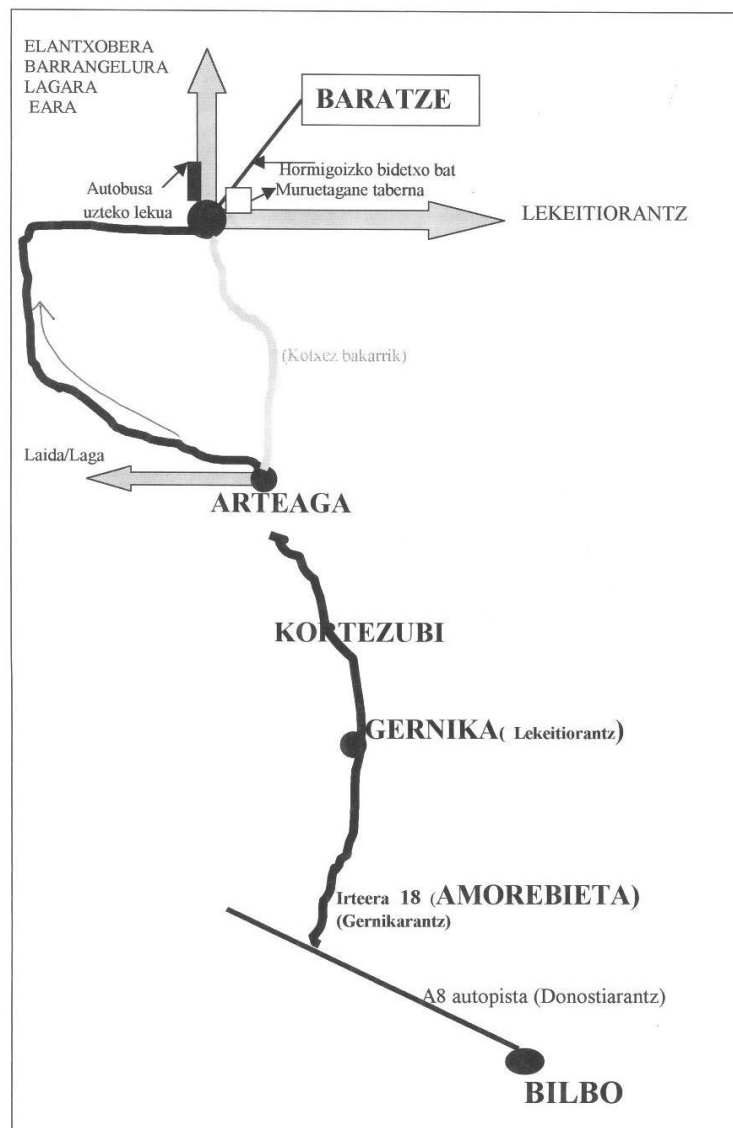 ELANTXOBERA
BARRANGELURA
LAGARA
EARA
BARATZE
Hormigoizko bidetxo bat
Autobusa
uzteko lekua
Muruetagane taberna
LEKEITIORANTZ
(Kotxez bakarrik)
Laida/Laga
ARTEAGA
KORTEZUBI
GERNIKA( Lekeitiorantz)
Irteera 18 (AMOREBIETA)
(Gernikarantz)
A8 autopista (Donostiarantz)
BILBO